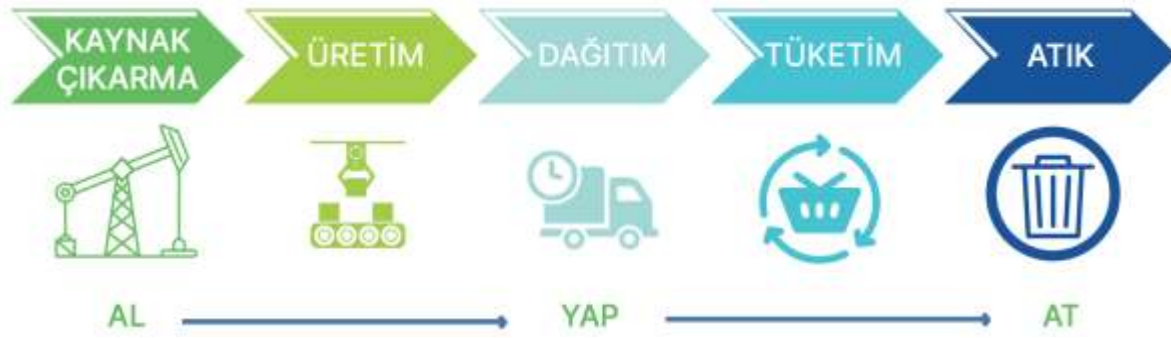 KAYNAK
ÇIKARMA
ÜRETİM
DAĞITIM
TÜKETİM
ATIK
AL
YAP
AT